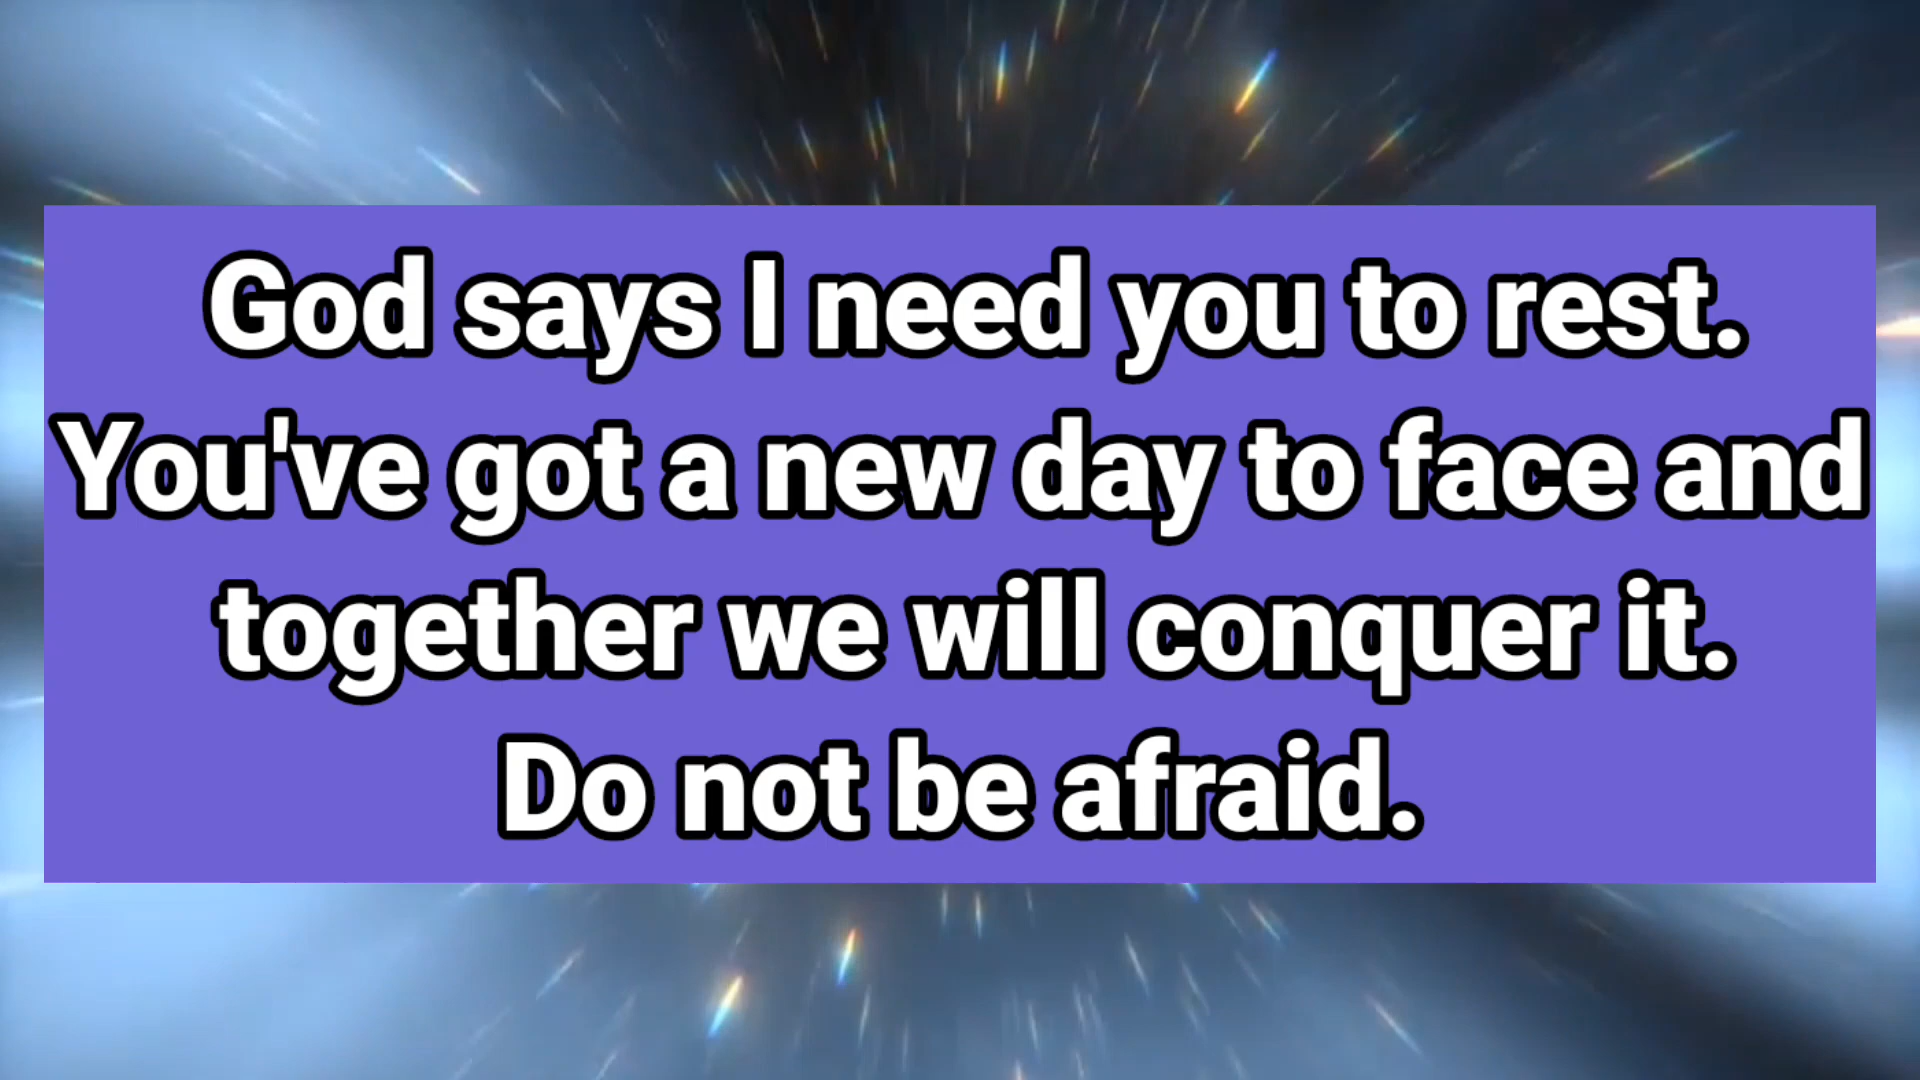 God says I need you to rest.
You've got a new day to face and
together we will conquer it.
Do not be afraid.